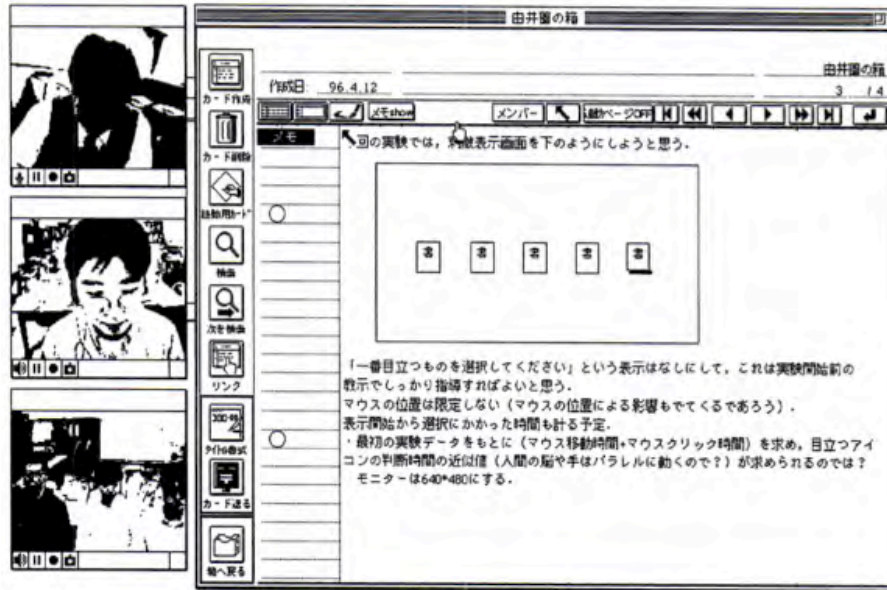 由井園の箱
由井園の箱
作成日: 96.4.12
3 / 4
カード作成
カード削除
検索
次を検索
リンク
カード送る
箱へ戻る
メモshow
メンバー
メモ
回の実験では,刺激表示画面を下のようにしようと思う.
書 書 書 書 書
「一番目立つものを選択してください」という表示はなしにして,これは実験開始前の
教示でしっかり指導すればよいと思う.
マウスの位置は限定しない(マウスの位置による影響もでてくるであろう).
表示開始から選択にかかった時間も計る予定.
・最初の実験データをもとに(マウス移動時間+マウスクリック時間)を求め,目立つアイ
コンの判断時間の近似値(人間の脳や手はパラレルに動くので?)が求められるのでは?
モニターは640*480にする.